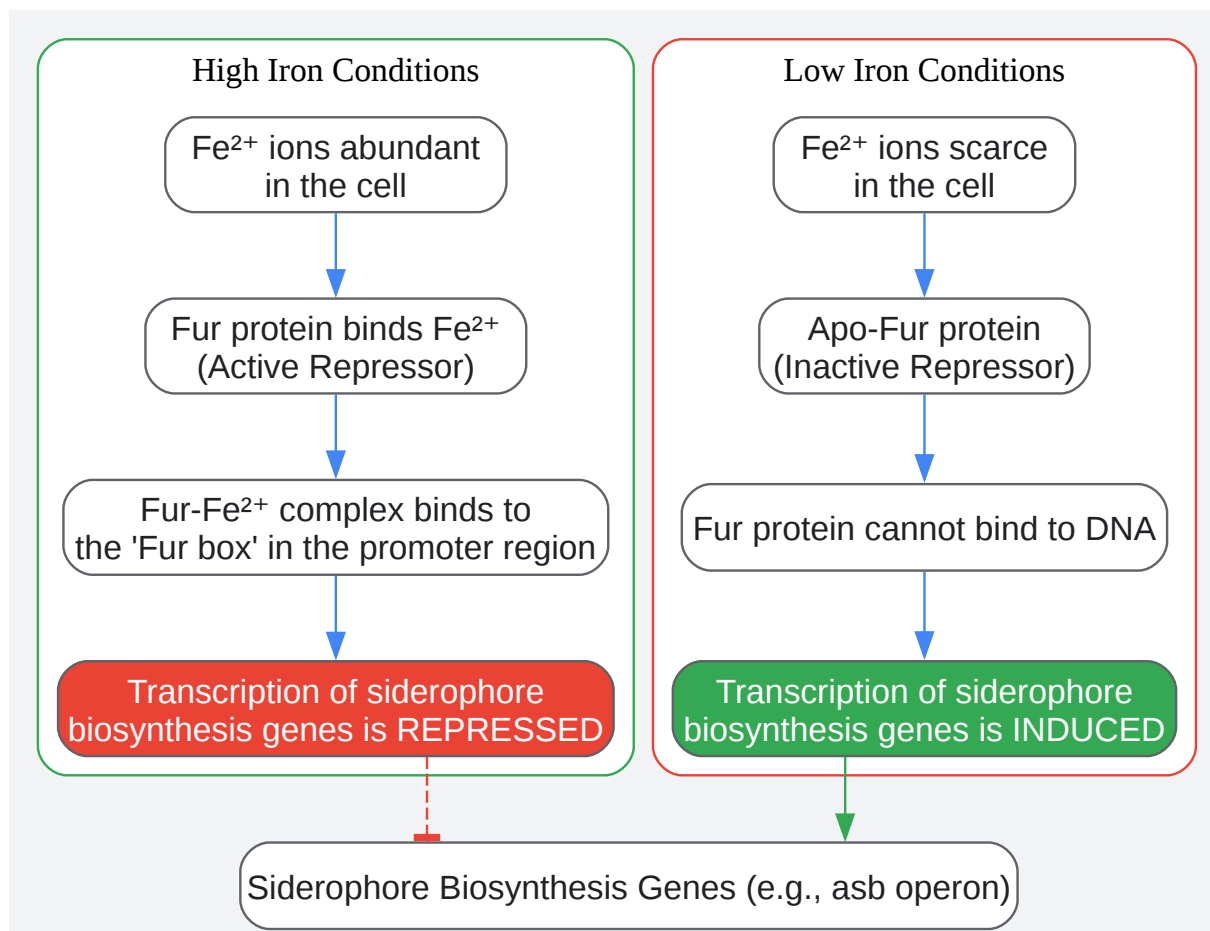 High Iron Conditions
Fe²⁺ ions abundant
in the cell
Fur protein binds Fe²⁺
(Active Repressor)
Fur-Fe²⁺ complex binds to
the 'Fur box' in the promoter region
Transcription of siderophore
biosynthesis genes is REPRESSED
Low Iron Conditions
Fe²⁺ ions scarce
in the cell
Apo-Fur protein
(Inactive Repressor)
Fur protein cannot bind to DNA
Transcription of siderophore
biosynthesis genes is INDUCED
Siderophore Biosynthesis Genes (e.g., asb operon)